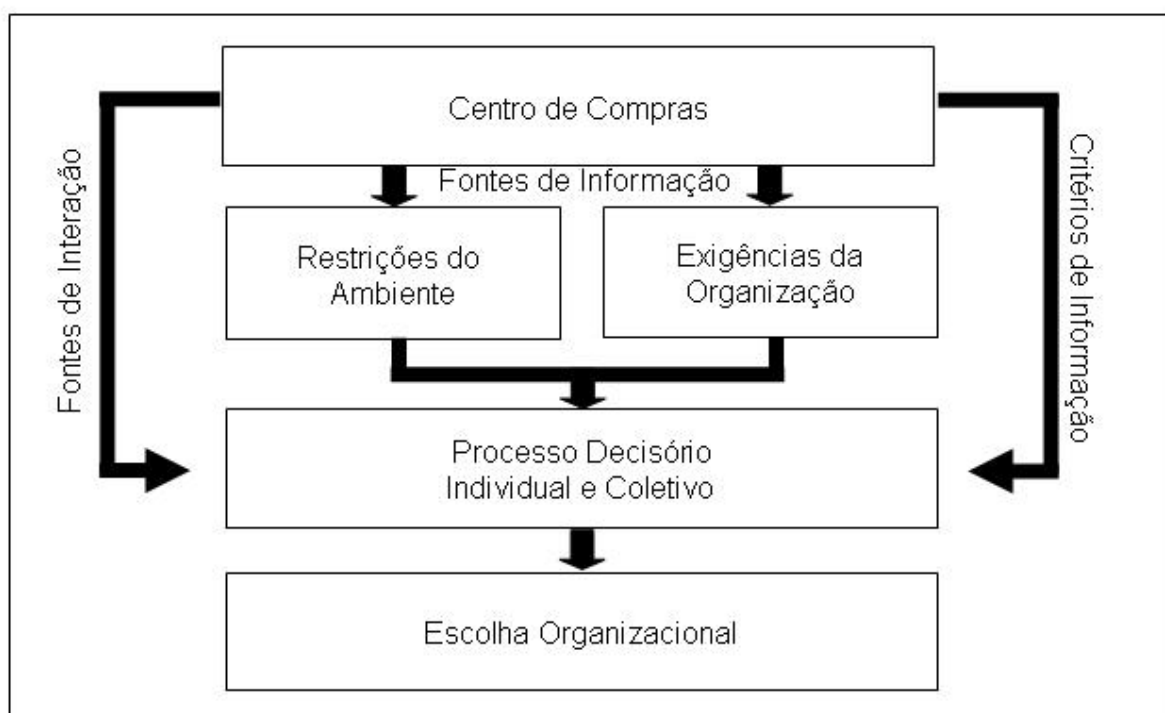 Centro de Compras
Fontes de Informação
Fontes de Interação
Critérios de Informação
Restrições do
Ambiente
Exigências da
Organização
Processo Decisório
Individual e Coletivo
Escolha Organizacional